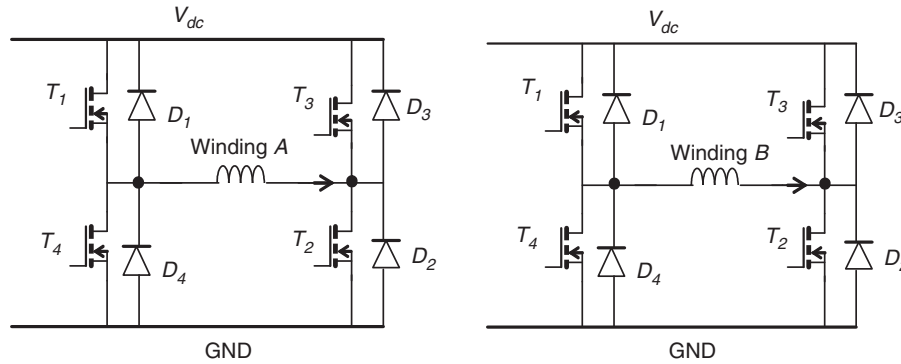 V_dc
T_1
D_1
T_3
D_3
Winding A
T_4
D_4
T_2
D_2
GND
V_dc
T_1
D_1
T_3
D_3
Winding B
T_4
D_4
T_2
GND